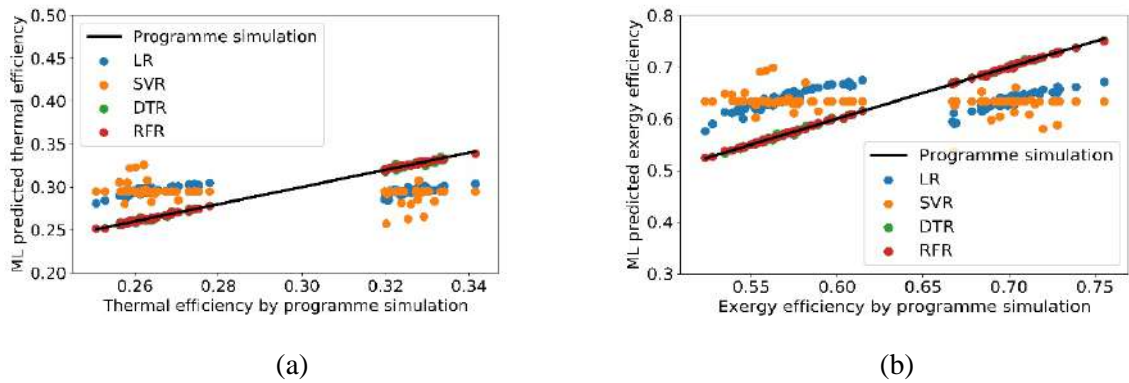 0.50
0.45
0.40
0.35
0.30
0.25
0.20
ML predicted thermal efficiency
Programme simulation
LR
SVR
DTR
RFR
0.26
0.28
0.30
0.32
0.34
Thermal efficiency by programme simulation
(a)
0.8
0.7
0.6
0.5
0.4
0.3
ML predicted exergy efficiency
Programme simulation
LR
SVR
DTR
RFR
0.55
0.60
0.65
0.70
0.75
Exergy efficiency by programme simulation
(b)